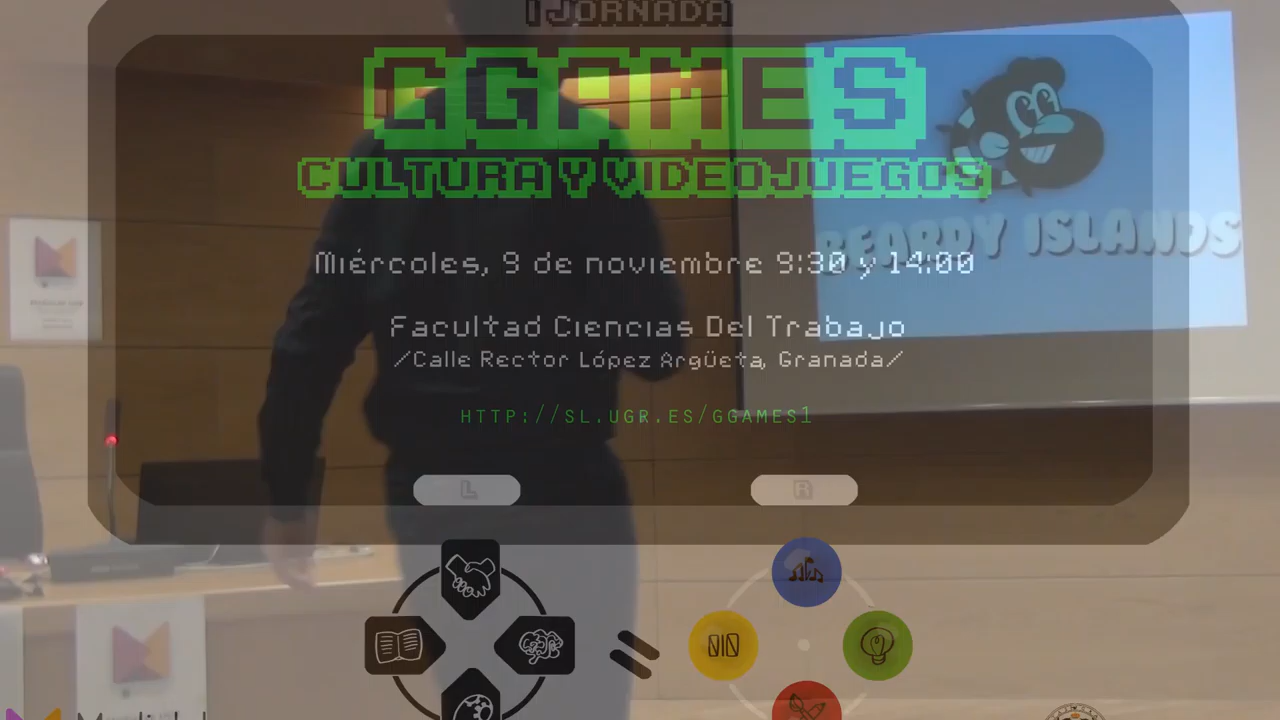 I JORNADA
GGAMES
CULTURA Y VIDEOJUEGOS
BEARDY ISLANDS
Miércoles, 9 de noviembre 9:30 y 14:00
Facultad Ciencias Del Trabajo
/Calle Rector López Argüeta, Granada/
HTTP://SL.UGR.ES/GGAMES1
L
R